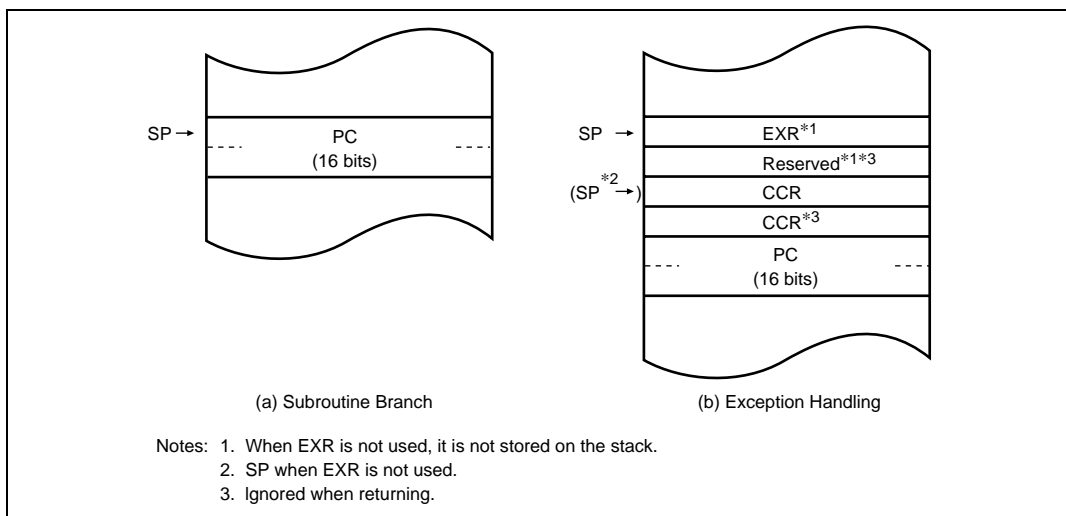 SP →
PC
(16 bits)
(a) Subroutine Branch
SP →
EXR*1
Reserved*1*3
(SP*2 →)
CCR
CCR*3
PC
(16 bits)
(b) Exception Handling
Notes: 1. When EXR is not used, it is not stored on the stack.
2. SP when EXR is not used.
3. Ignored when returning.